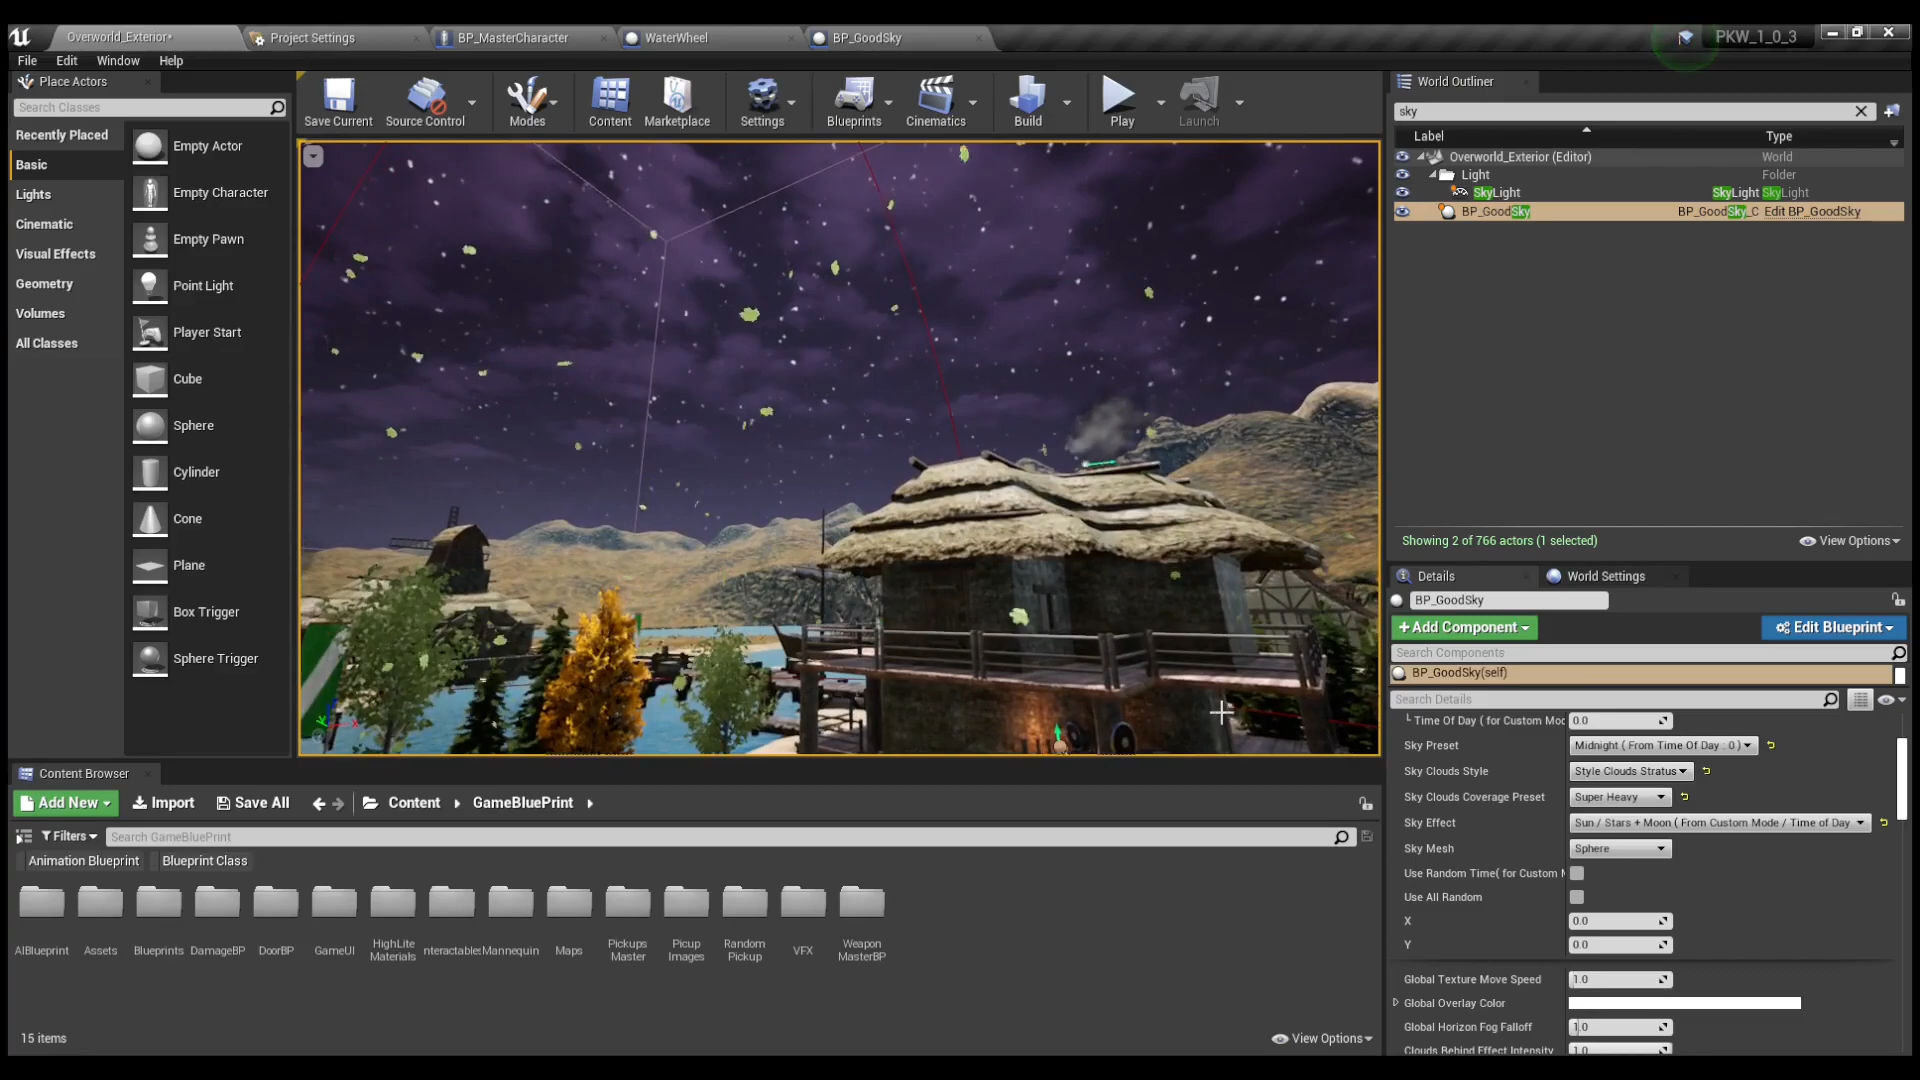 Overworld_Exterior*
Project Settings
BP_MasterCharacter
WaterWheel
BP_GoodSky
PKW_1_0_3
File Edit Window Help
Place Actors
Search Classes
Recently Placed
Basic
Lights
Cinematic
Visual Effects
Geometry
Volumes
All Classes
Empty Actor
Empty Character
Empty Pawn
Point Light
Player Start
Cube
Sphere
Cylinder
Cone
Plane
Box Trigger
Sphere Trigger
Save Current
Source Control
Modes
Content
Marketplace
Settings
Blueprints
Cinematics
Build
Play
Launch
World Outliner
sky
Label Type
Overworld_Exterior (Editor) World
Light Folder
SkyLight SkyLight SkyLight
BP_GoodSky BP_GoodSky_C Edit BP_GoodSky
Showing 2 of 766 actors (1 selected)
View Options
Details
World Settings
BP_GoodSky
+Add Component
Edit Blueprint
Search Components
BP_GoodSky(self)
Search Details
Time Of Day ( for Custom Moc 0.0
Sky Preset Midnight ( From Time Of Day : 0 )
Sky Clouds Style Style Clouds Stratus
Sky Clouds Coverage Preset Super Heavy
Sky Effect Sun / Stars + Moon ( From Custom Mode / Time of Day
Sky Mesh Sphere
Use Random Time( for Custom M
Use All Random
X 0.0
Y 0.0
Global Texture Move Speed 1.0
Global Overlay Color
Global Horizon Fog Falloff 1.0
Clouds Behind Effect Intensity 1.0
Content Browser
Add New Import Save All Content GameBluePrint
Filters Search GameBluePrint
Animation Blueprint Blueprint Class
AIBlueprint
Assets
Blueprints
DamageBP
DoorBP
GameUI
HighLite Materials
nteractables
Mannequin
Maps
Pickups Master
Picup Images
Random Pickup
VFX
Weapon MasterBP
15 items
View Options